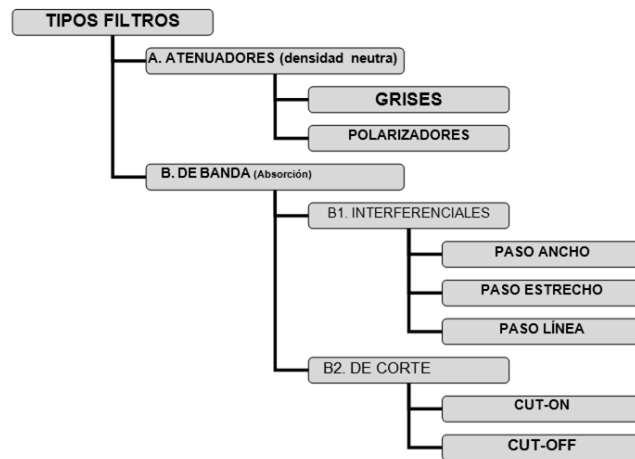 TIPOS FILTROS
A. ATENUADORES (densidad neutra)
GRISES
POLARIZADORES
B. DE BANDA (Absorción)
B1. INTERFERENCIALES
PASO ANCHO
PASO ESTRECHO
PASO LÍNEA
B2. DE CORTE
CUT-ON
CUT-OFF